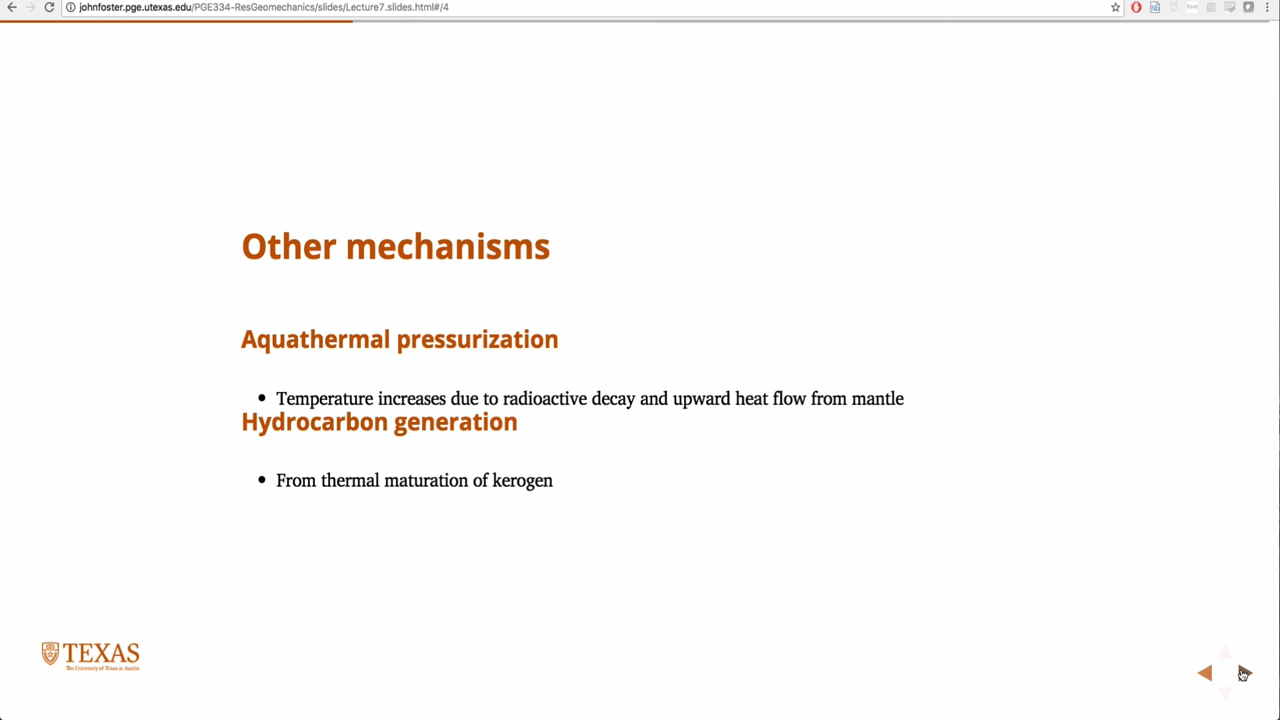 johnfoster.pge.utexas.edu/PGE334-ResGeomechanics/slides/Lecture7.slides.html#/4
Other mechanisms
Aquathermal pressurization
• Temperature increases due to radioactive decay and upward heat flow from mantle
Hydrocarbon generation
• From thermal maturation of kerogen
TEXAS
The University of Texas at Austin